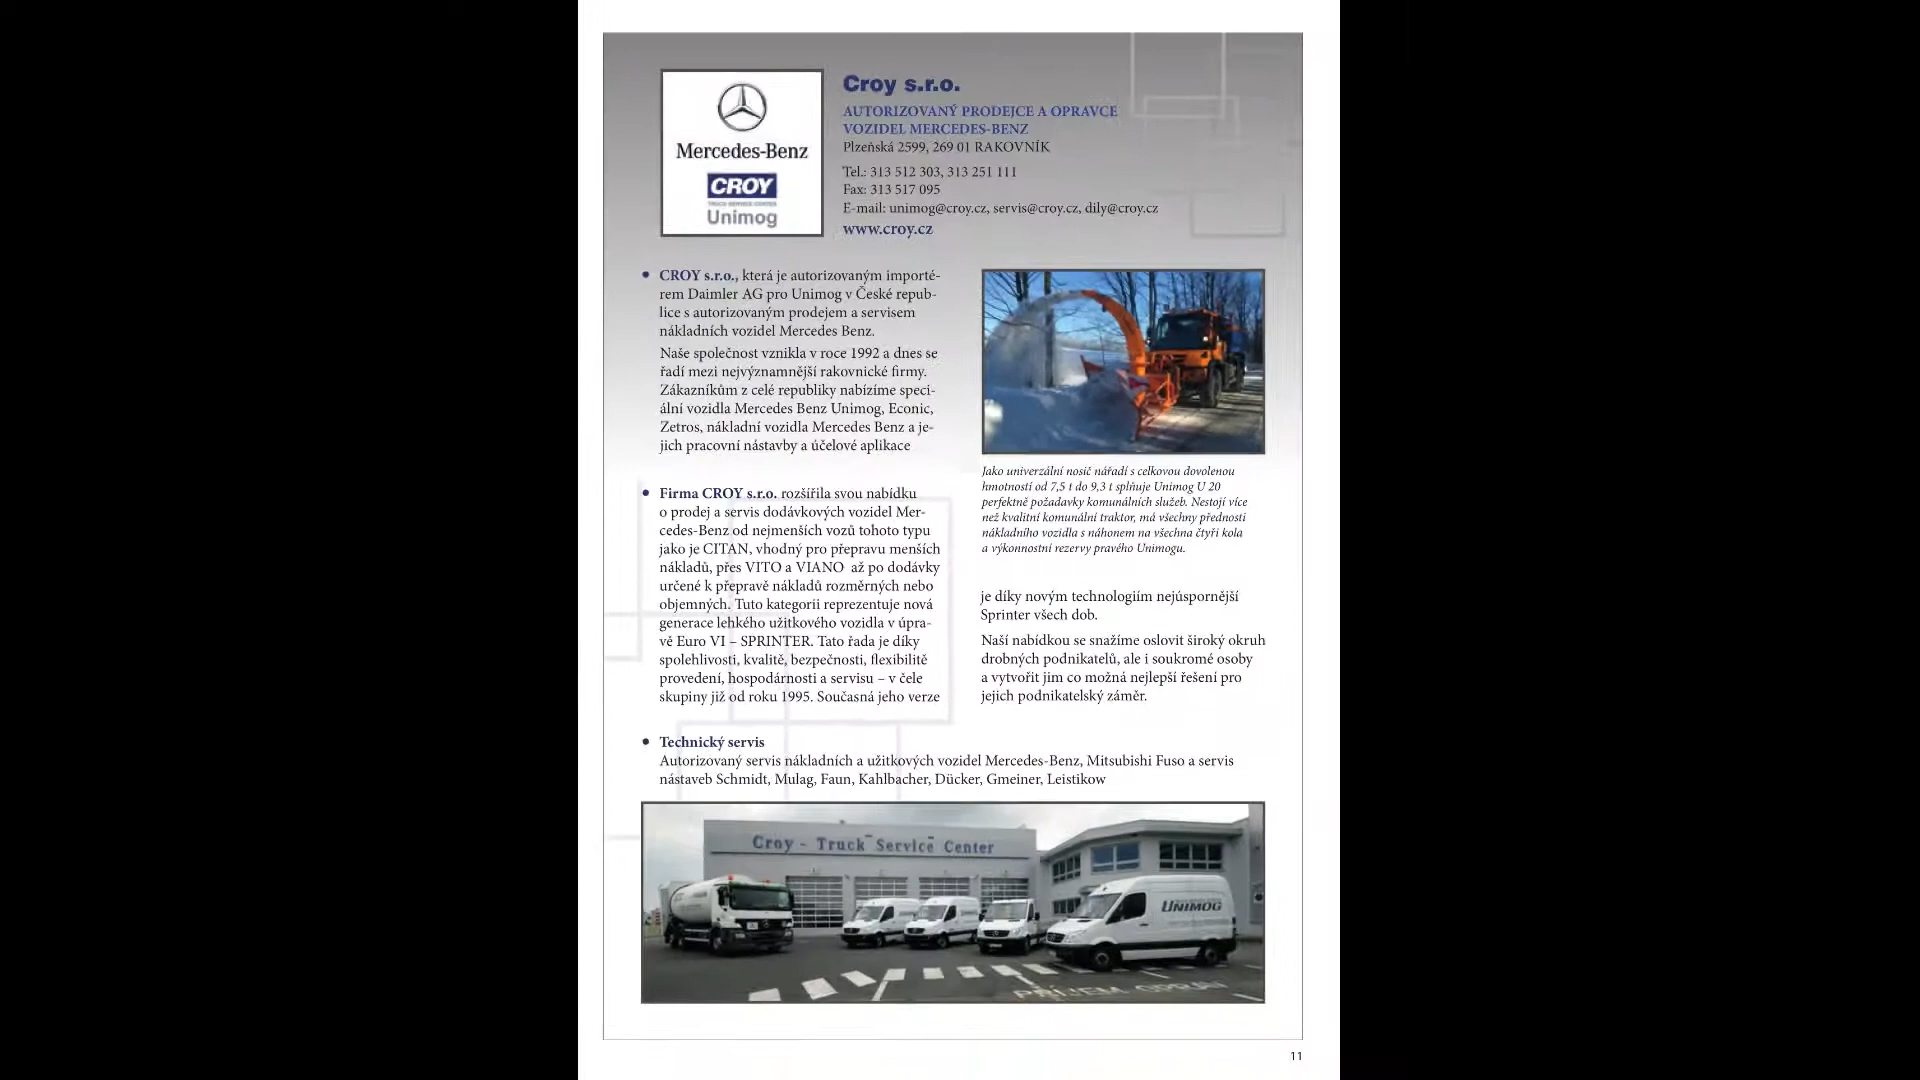 Mercedes-Benz
CROY
TRUCK SERVICE CENTER
Unimog
Croy s.r.o.
AUTORIZOVANÝ PRODEJCE A OPRAVCE
VOZIDEL MERCEDES-BENZ
Plzeňská 2599, 269 01 RAKOVNÍK
Tel.: 313 512 303, 313 251 111
Fax: 313 517 095
E-mail: unimog@croy.cz, servis@croy.cz, dily@croy.cz
www.croy.cz
• CROY s.r.o., která je autorizovaným importé-
rem Daimler AG pro Unimog v České repub-
lice s autorizovaným prodejem a servisem
nákladních vozidel Mercedes Benz.
Naše společnost vznikla v roce 1992 a dnes se
řadí mezi nejvýznamnější rakovnické firmy.
Zákazníkům z celé republiky nabízíme speci-
ální vozidla Mercedes Benz Unimog, Econic,
Zetros, nákladní vozidla Mercedes Benz a je-
jich pracovní nástavby a účelové aplikace
• Firma CROY s.r.o. rozšířila svou nabídku
o prodej a servis dodávkových vozidel Mer-
cedes-Benz od nejmenších vozů tohoto typu
jako je CITAN, vhodný pro přepravu menších
nákladů, přes VITO a VIANO až po dodávky
určené k přepravě nákladů rozměrných nebo
objemných. Tuto kategorii reprezentuje nová
generace lehkého užitkového vozidla v úpra-
vě Euro VI – SPRINTER. Tato řada je díky
spolehlivosti, kvalitě, bezpečnosti, flexibilitě
provedení, hospodárnosti a servisu – v čele
skupiny již od roku 1995. Současná jeho verze
Jako univerzální nosič nářadí s celkovou dovolenou
hmotností od 7,5 t do 9,3 t splňuje Unimog U 20
perfektně požadavky komunálních služeb. Nestojí více
než kvalitní komunální traktor, má všechny přednosti
nákladního vozidla s náhonem na všechna čtyři kola
a výkonnostní rezervy pravého Unimogu.
je díky novým technologiím nejúspornější
Sprinter všech dob.
Naší nabídkou se snažíme oslovit široký okruh
drobných podnikatelů, ale i soukromé osoby
a vytvořit jim co možná nejlepší řešení pro
jejich podnikatelský záměr.
• Technický servis
Autorizovaný servis nákladních a užitkových vozidel Mercedes-Benz, Mitsubishi Fuso a servis
nástaveb Schmidt, Mulag, Faun, Kahlbacher, Dücker, Gmeiner, Leistikow
Croy - Truck Service Center
UNIMOG
PŘÍJEM OPRAV
11